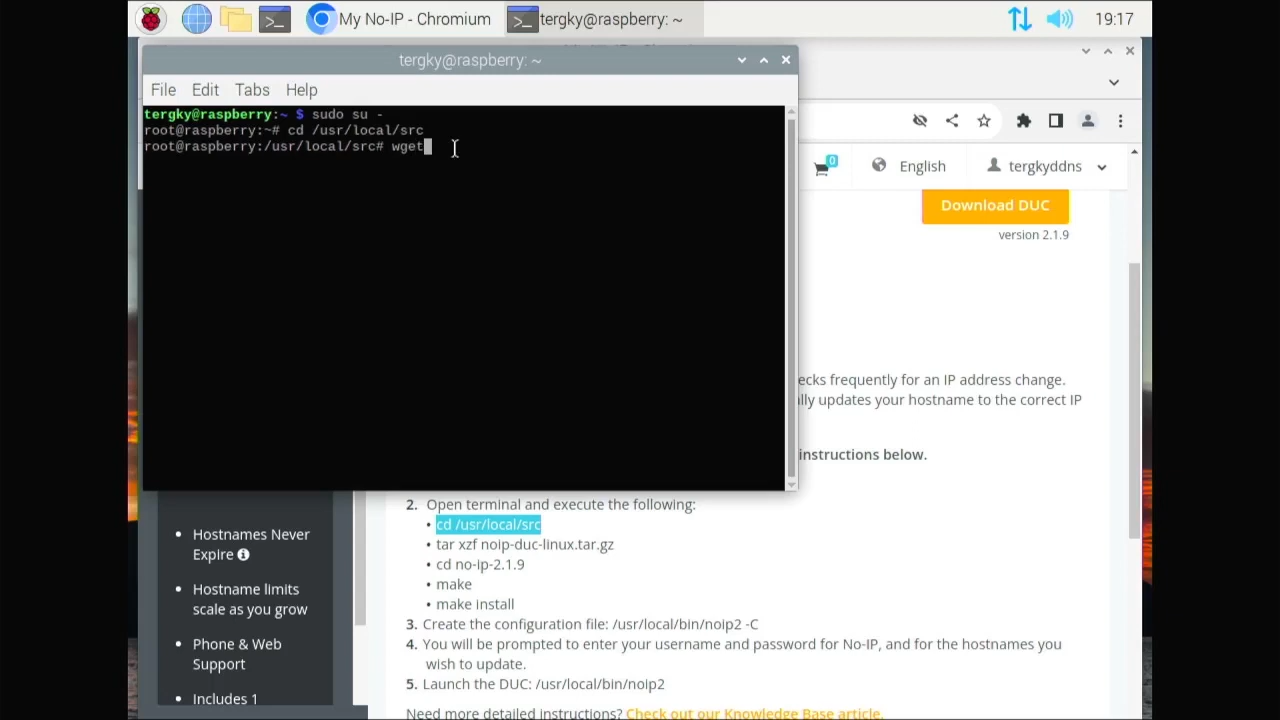 My No-IP - Chromium
tergky@raspberry: ~
19:17
tergky@raspberry: ~
File Edit Tabs Help
tergky@raspberry:~ $ sudo su -
root@raspberry:~# cd /usr/local/src
root@raspberry:/usr/local/src# wget
0
English
tergkyddns
Download DUC
version 2.1.9
ecks frequently for an IP address change.
lly updates your hostname to the correct IP
instructions below.
2. Open terminal and execute the following:
• cd /usr/local/src
• tar xzf noip-duc-linux.tar.gz
• cd no-ip-2.1.9
• make
• make install
3. Create the configuration file: /usr/local/bin/noip2 -C
4. You will be prompted to enter your username and password for No-IP, and for the hostnames you
wish to update.
5. Launch the DUC: /usr/local/bin/noip2
Need more detailed instructions? Check out our Knowledge Base article.
• Hostnames Never
Expire
• Hostname limits
scale as you grow
• Phone & Web
Support
• Includes 1